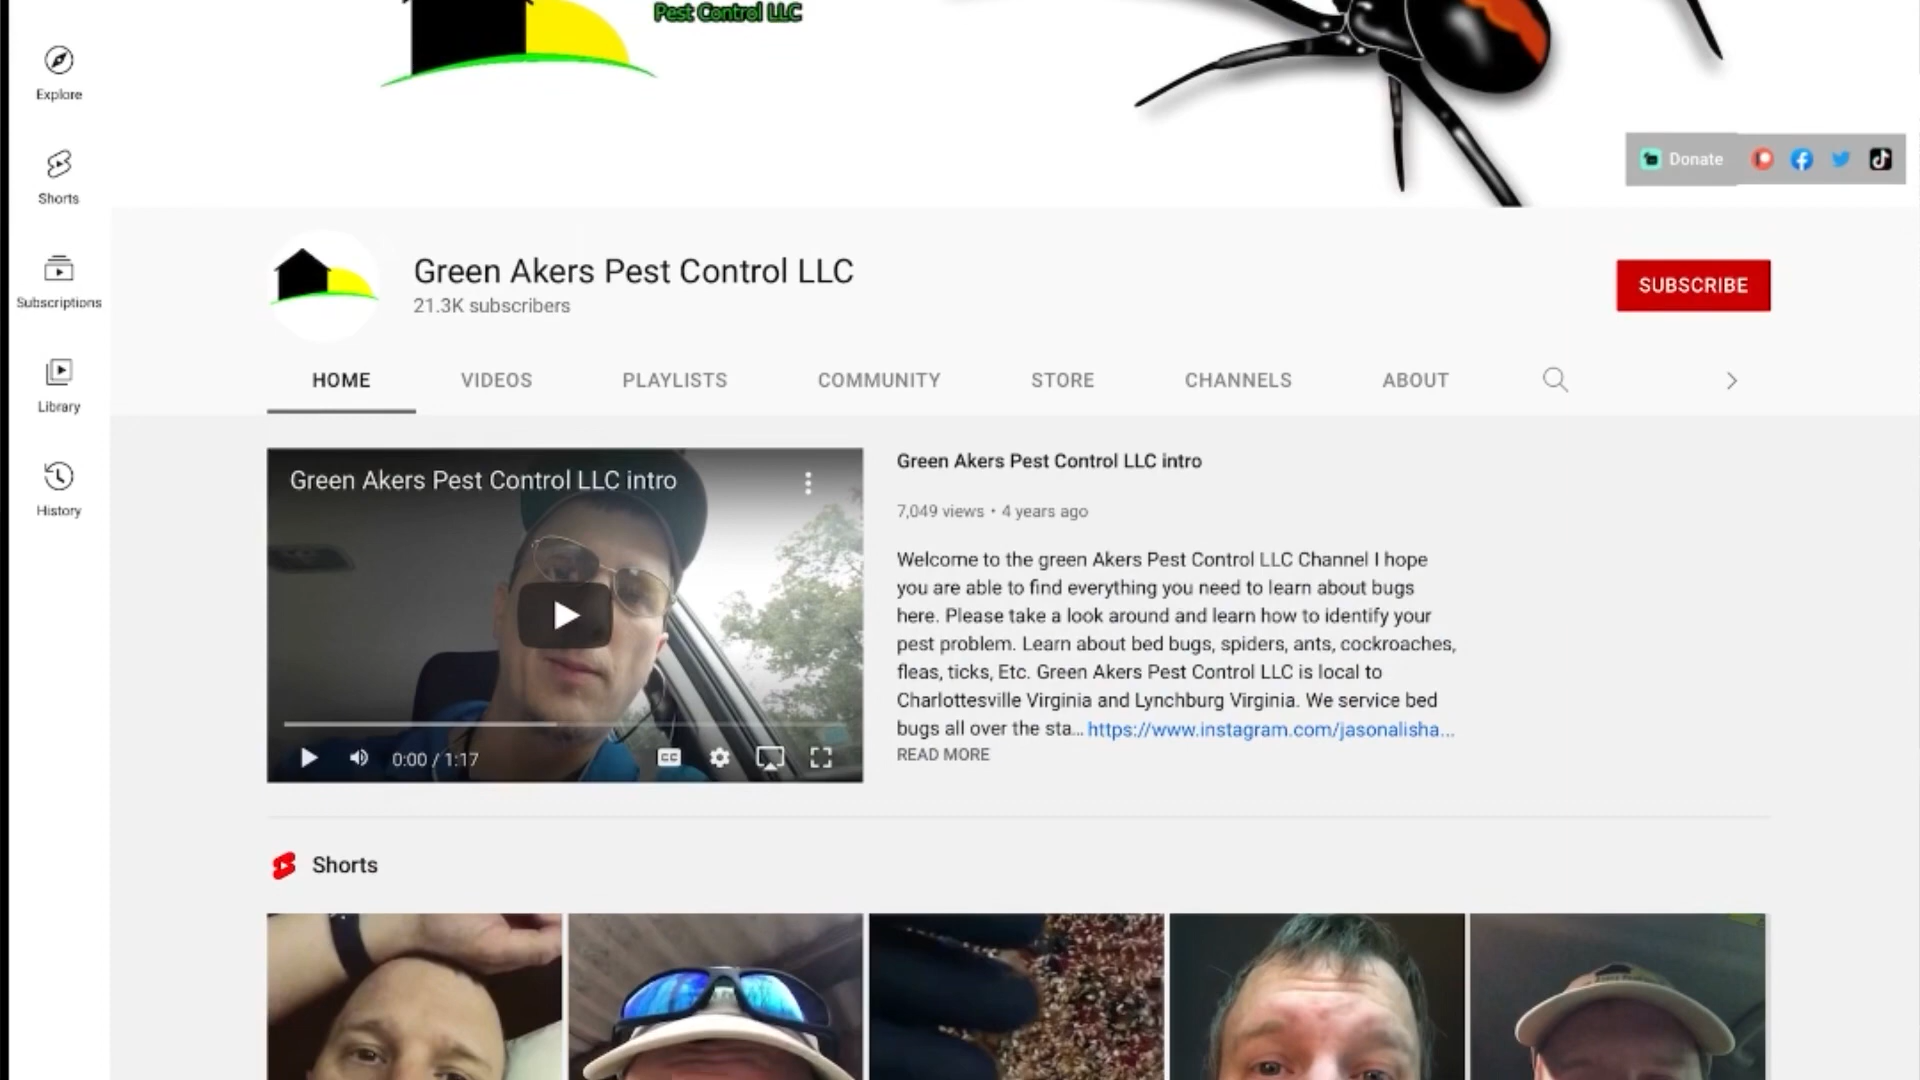 Pest Control LLC
Explore
Donate
Shorts
Green Akers Pest Control LLC
21.3K subscribers
SUBSCRIBE
Subscriptions
HOME
VIDEOS
PLAYLISTS
COMMUNITY
STORE
CHANNELS
ABOUT
Library
Green Akers Pest Control LLC intro
Green Akers Pest Control LLC intro
History
7,049 views • 4 years ago
Welcome to the green Akers Pest Control LLC Channel I hope
you are able to find everything you need to learn about bugs
here. Please take a look around and learn how to identify your
pest problem. Learn about bed bugs, spiders, ants, cockroaches,
fleas, ticks, Etc. Green Akers Pest Control LLC is local to
Charlottesville Virginia and Lynchburg Virginia. We service bed
bugs all over the sta... https://www.instagram.com/jasonalisha...
READ MORE
0:00 / 1:17
CC
Shorts